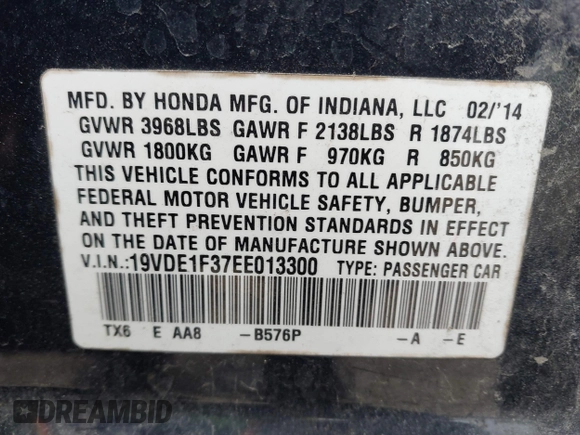 MFD. BY HONDA MFG. OF INDIANA, LLC 02/'14
GVWR 3968LBS GAWR F 2138LBS R 1874LBS
GVWR 1800KG GAWR F 970KG R 850KG
THIS VEHICLE CONFORMS TO ALL APPLICABLE
FEDERAL MOTOR VEHICLE SAFETY, BUMPER,
AND THEFT PREVENTION STANDARDS IN EFFECT
ON THE DATE OF MANUFACTURE SHOWN ABOVE.
V.I.N.:19VDE1F37EE013300 TYPE: PASSENGER CAR
TX6 E AA8 -B576P -A -E
DREAMBID